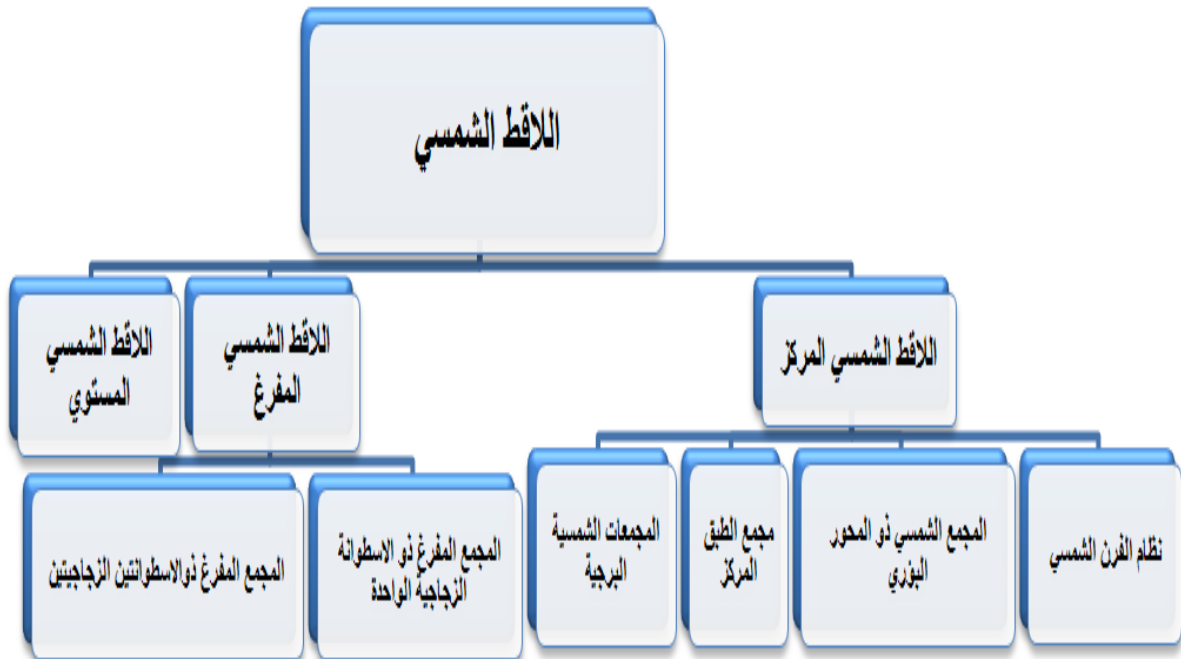 اللاقط الشمسي
اللاقط الشمسي المركز
اللاقط الشمسي
المفرغ
اللاقط الشمسي
المستوي
نظام الفرن الشمسي
المجمع الشمسي ذو المحور
البؤري
مجمع الطبق
المركز
المجمعات الشمسية
البرجية
المجمع المفرغ ذو الاسطوانة
الزجاجية الواحدة
المجمع المفرغ ذوالاسطوانتين الزجاجيتين